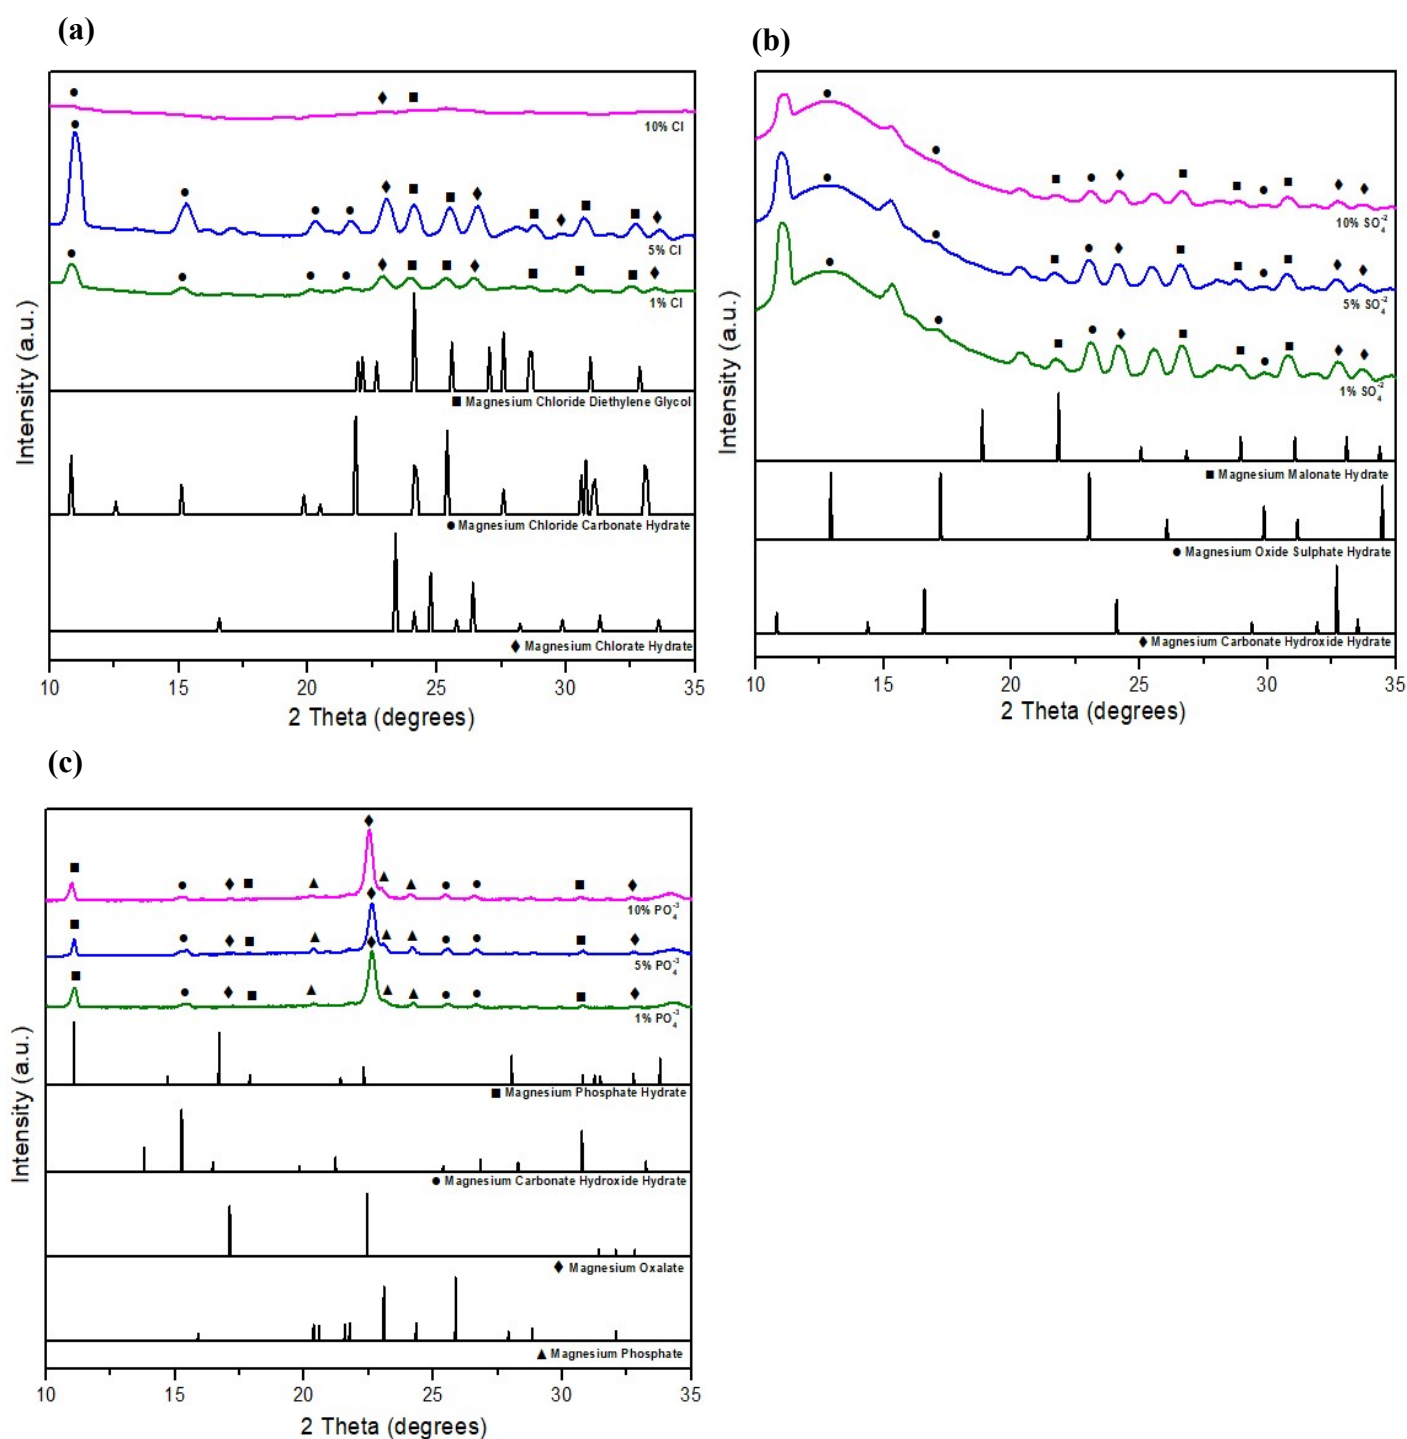 (a)
10% Cl
5% Cl
1% Cl
■ Magnesium Chloride Diethylene Glycol
● Magnesium Chloride Carbonate Hydrate
♦ Magnesium Chlorate Hydrate
Intensity (a.u.)
10 15 20 25 30 35
2 Theta (degrees)
(b)
10% SO₄⁻²
5% SO₄⁻²
1% SO₄⁻²
■ Magnesium Malonate Hydrate
● Magnesium Oxide Sulphate Hydrate
♦ Magnesium Carbonate Hydroxide Hydrate
Intensity (a.u.)
10 15 20 25 30 35
2 Theta (degrees)
(c)
10% PO₄⁻³
5% PO₄⁻³
1% PO₄⁻³
■ Magnesium Phosphate Hydrate
● Magnesium Carbonate Hydroxide Hydrate
♦ Magnesium Oxalate
▲ Magnesium Phosphate
Intensity (a.u.)
10 15 20 25 30 35
2 Theta (degrees)